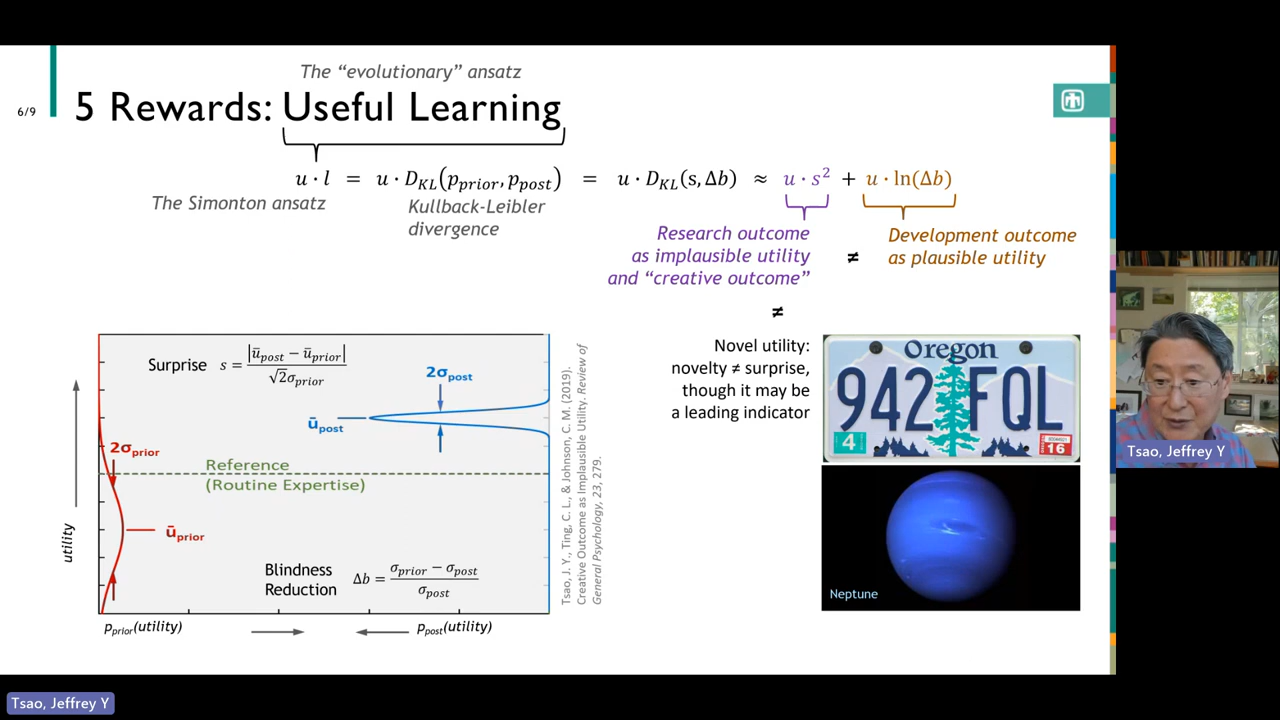 The “evolutionary” ansatz
6/9
5 Rewards: Useful Learning
u · l = u · D_KL(p_prior, p_post) = u · D_KL(s, Δb) ≈ u · s² + u · ln(Δb)
The Simonton ansatz
Kullback-Leibler
divergence
Research outcome
as implausible utility
and “creative outcome”
≠
Development outcome
as plausible utility
≠
Novel utility:
novelty ≠ surprise,
though it may be
a leading indicator
Surprise s = |ū_post − ū_prior| / √2σ_prior
2σ_post
ū_post
2σ_prior
Reference
(Routine Expertise)
ū_prior
utility
Blindness
Reduction
Δb = (σ_prior − σ_post) / σ_post
p_prior(utility)
p_post(utility)
Tsao, J. Y., Ting, C. L., & Johnson, C. M. (2019).
Creative Outcome as Implausible Utility. Review of
General Psychology, 23, 279.
Oregon
942 FQL
4
16
Neptune
Tsao, Jeffrey Y
Tsao, Jeffrey Y